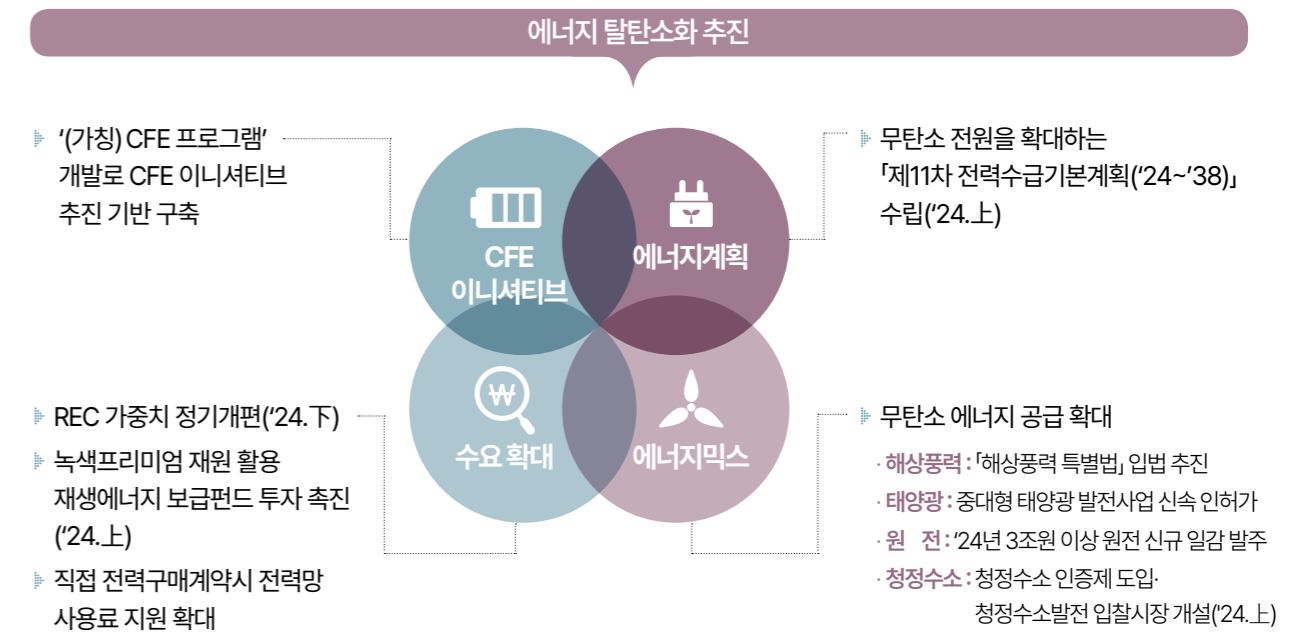 에너지 탈탄소화 추진
‘(가칭) CFE 프로그램’
개발로 CFE 이니셔티브
추진 기반 구축
무탄소 전원을 확대하는
「제11차 전력수급기본계획(‘24~’38)」
수립(‘24.上)
CFE
이니셔티브
에너지계획
₩
수요 확대
에너지믹스
REC 가중치 정기개편(‘24.下)
녹색프리미엄 재원 활용
재생에너지 보급펀드 투자 촉진
(‘24.上)
직접 전력구매계약시 전력망
사용료 지원 확대
무탄소 에너지 공급 확대
· 해상풍력 : 「해상풍력 특별법」 입법 추진
· 태양광 : 중대형 태양광 발전사업 신속 인허가
· 원 전 : ‘24년 3조원 이상 원전 신규 일감 발주
· 청정수소 : 청정수소 인증제 도입·
청정수소발전 입찰시장 개설(‘24.上)